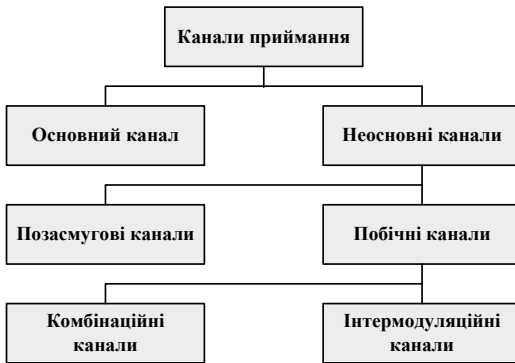 Канали приймання
Основний канал
Неосновні канали
Позасмугові канали
Побічні канали
Комбінаційні
канали
Інтермодуляційні
канали